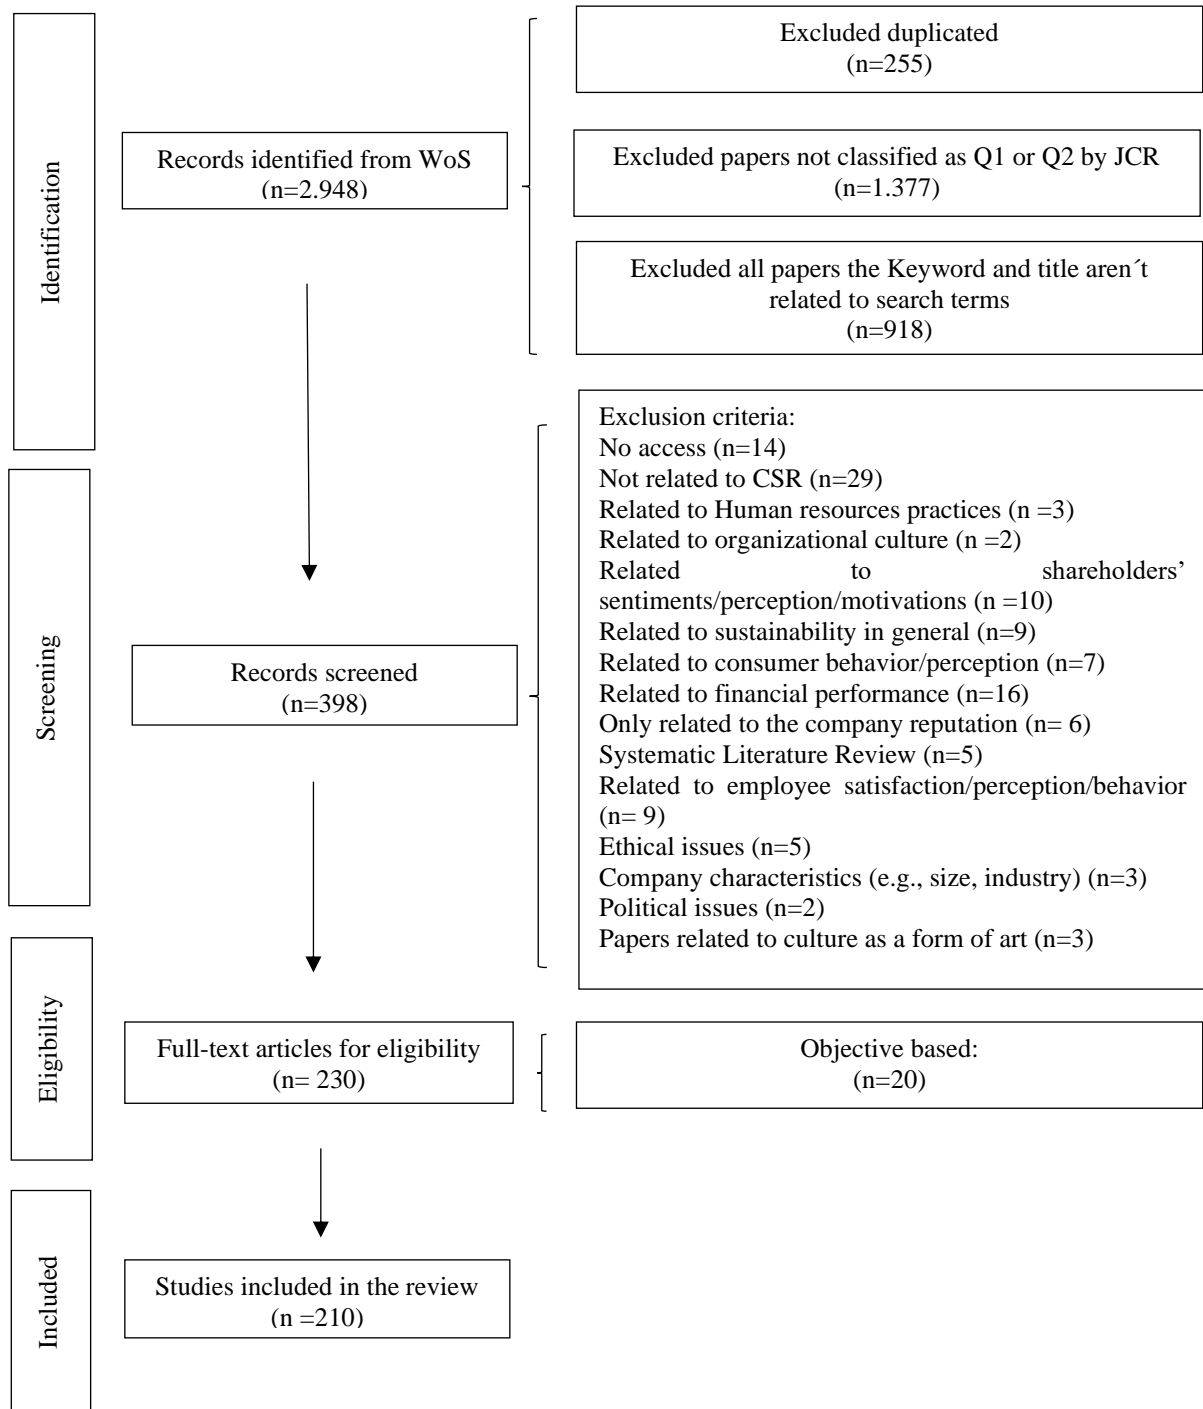 Identification
Records identified from WoS
(n=2.948)
Excluded duplicated
(n=255)
Excluded papers not classified as Q1 or Q2 by JCR
(n=1.377)
Excluded all papers the Keyword and title aren´t
related to search terms
(n=918)
Screening
Records screened
(n=398)
Exclusion criteria:
No access (n=14)
Not related to CSR (n=29)
Related to Human resources practices (n =3)
Related to organizational culture (n =2)
Related to shareholders’
sentiments/perception/motivations (n =10)
Related to sustainability in general (n=9)
Related to consumer behavior/perception (n=7)
Related to financial performance (n=16)
Only related to the company reputation (n= 6)
Systematic Literature Review (n=5)
Related to employee satisfaction/perception/behavior
(n= 9)
Ethical issues (n=5)
Company characteristics (e.g., size, industry) (n=3)
Political issues (n=2)
Papers related to culture as a form of art (n=3)
Eligibility
Full-text articles for eligibility
(n= 230)
Objective based:
(n=20)
Included
Studies included in the review
(n =210)